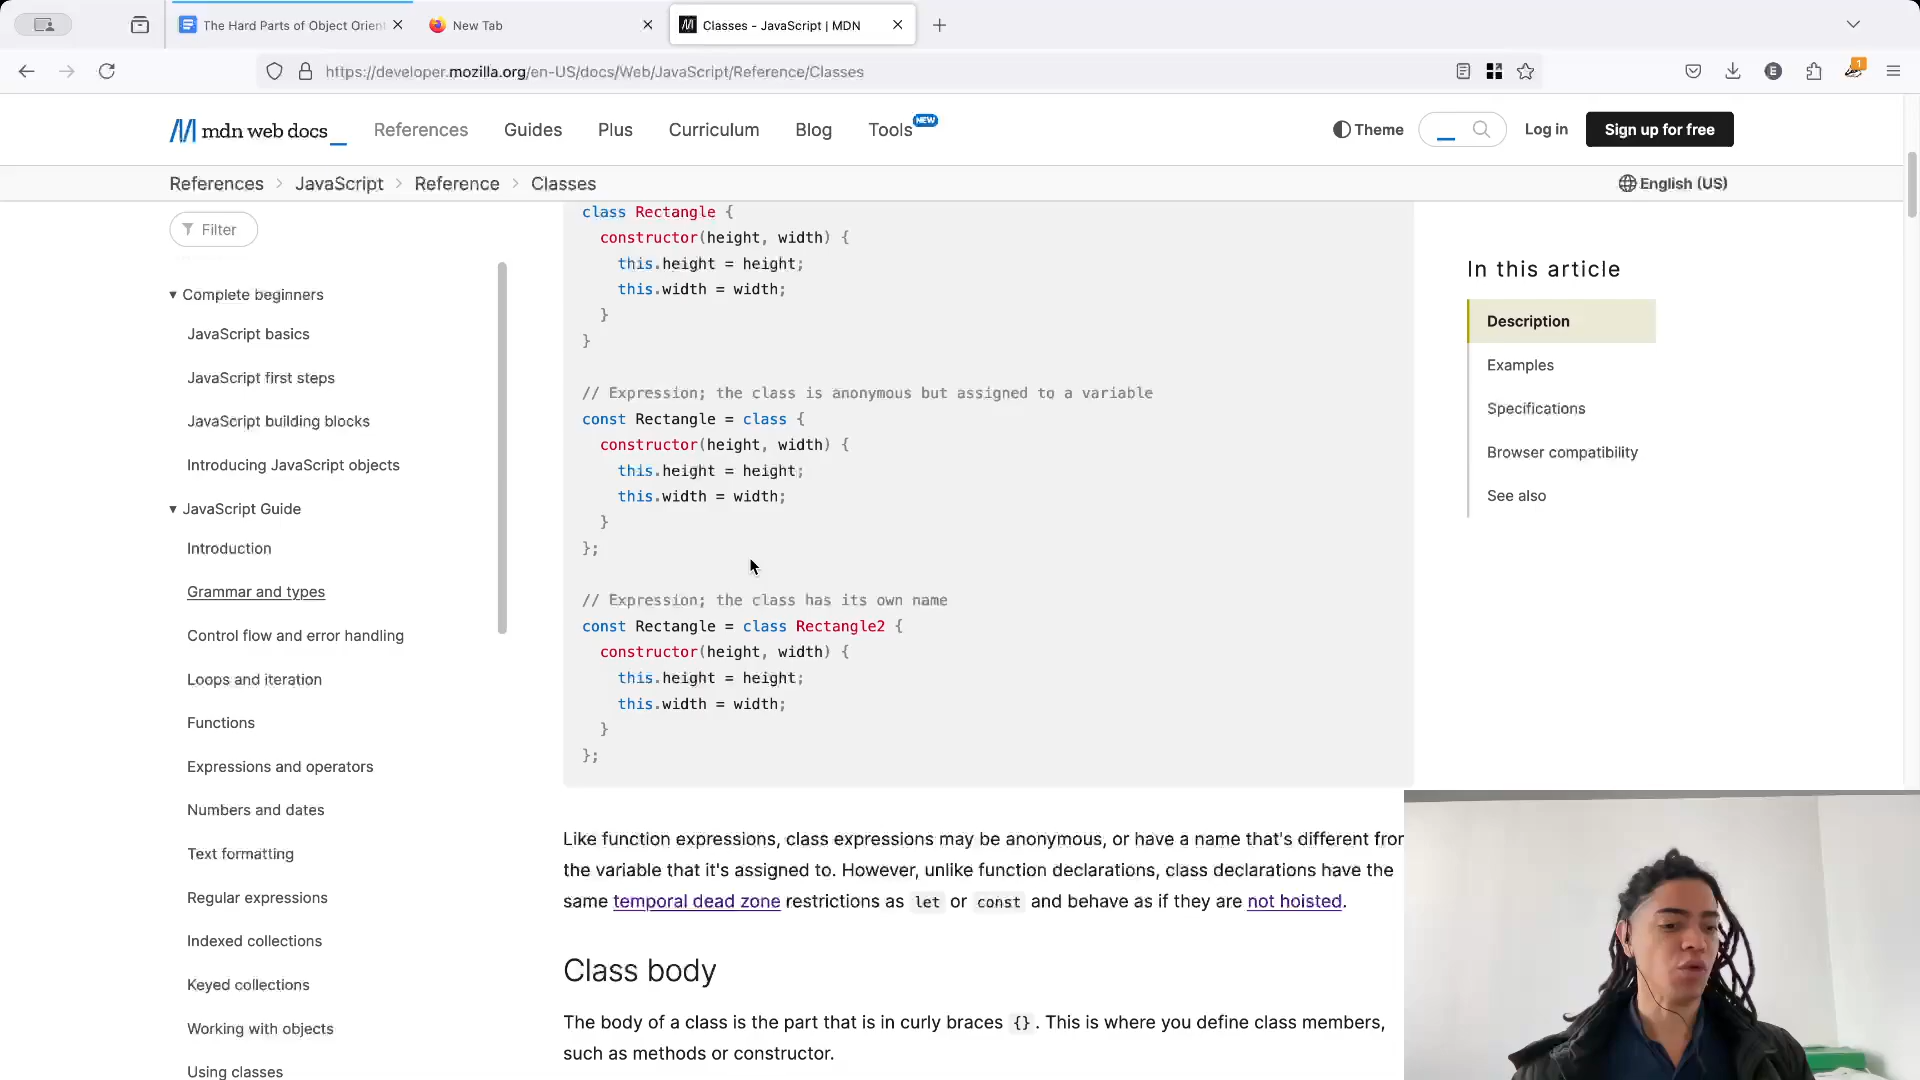 The Hard Parts of Object Orien
New Tab
Classes - JavaScript | MDN
https://developer.mozilla.org/en-US/docs/Web/JavaScript/Reference/Classes
E
1
mdn web docs
References
Guides
Plus
Curriculum
Blog
Tools
NEW
Theme
Log in
Sign up for free
References > JavaScript > Reference > Classes
English (US)
Filter
Complete beginners
JavaScript basics
JavaScript first steps
JavaScript building blocks
Introducing JavaScript objects
JavaScript Guide
Introduction
Grammar and types
Control flow and error handling
Loops and iteration
Functions
Expressions and operators
Numbers and dates
Text formatting
Regular expressions
Indexed collections
Keyed collections
Working with objects
Using classes
class Rectangle {
constructor(height, width) {
this.height = height;
this.width = width;
}
}
// Expression; the class is anonymous but assigned to a variable
const Rectangle = class {
constructor(height, width) {
this.height = height;
this.width = width;
}
};
// Expression; the class has its own name
const Rectangle = class Rectangle2 {
constructor(height, width) {
this.height = height;
this.width = width;
}
};
Like function expressions, class expressions may be anonymous, or have a name that's different from
the variable that it's assigned to. However, unlike function declarations, class declarations have the
same temporal dead zone restrictions as let or const and behave as if they are not hoisted.
Class body
The body of a class is the part that is in curly braces {}. This is where you define class members,
such as methods or constructor.
In this article
Description
Examples
Specifications
Browser compatibility
See also